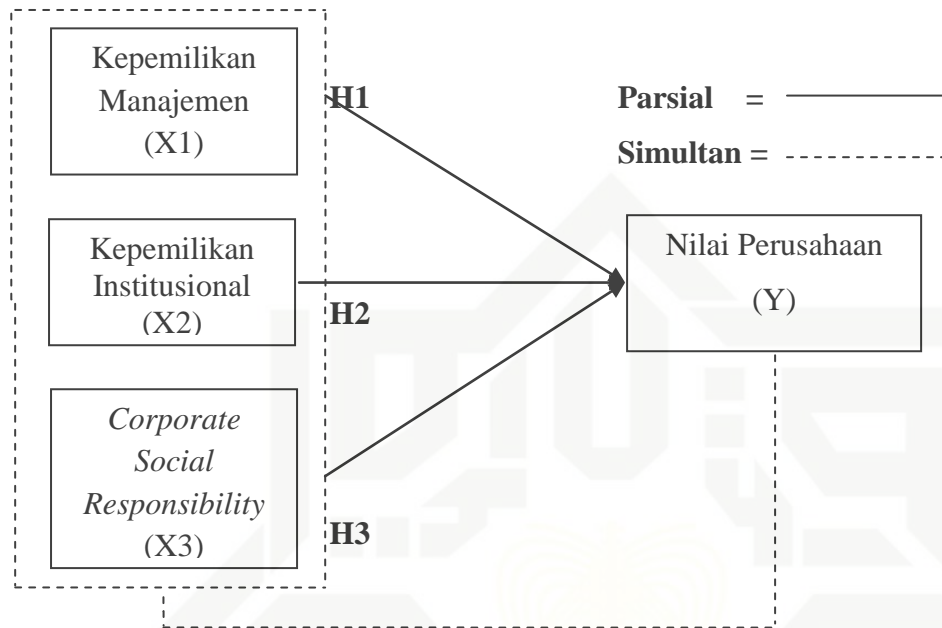 Kepemilikan
Manajemen
(X1)
H1
Parsial =
Simultan =
Kepemilikan
Institusional
(X2)
H2
Nilai Perusahaan
(Y)
Corporate
Social
Responsibility
(X3)
H3